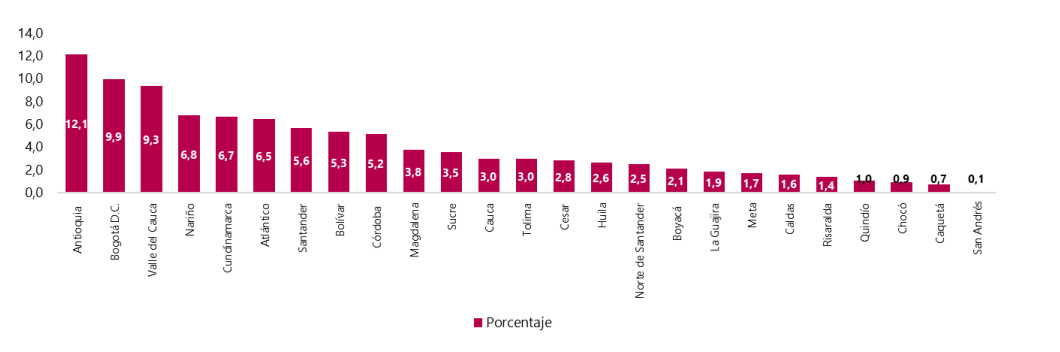 14,0
12,0
10,0
8,0
6,0
4,0
2,0
0,0
12,1
9,9
9,3
6,8
6,7
6,5
5,6
5,3
5,2
3,8
3,5
3,0
3,0
2,8
2,6
2,5
2,1
1,9
1,7
1,6
1,4
1,0
0,9
0,7
0,1
Antioquia
Bogotá D.C.
Valle del Cauca
Nariño
Cundinamarca
Atlántico
Santander
Bolívar
Córdoba
Magdalena
Sucre
Cauca
Tolima
Cesar
Huila
Norte de Santander
Boyacá
La Guajira
Meta
Caldas
Risaralda
Quindío
Chocó
Caquetá
San Andrés
Porcentaje